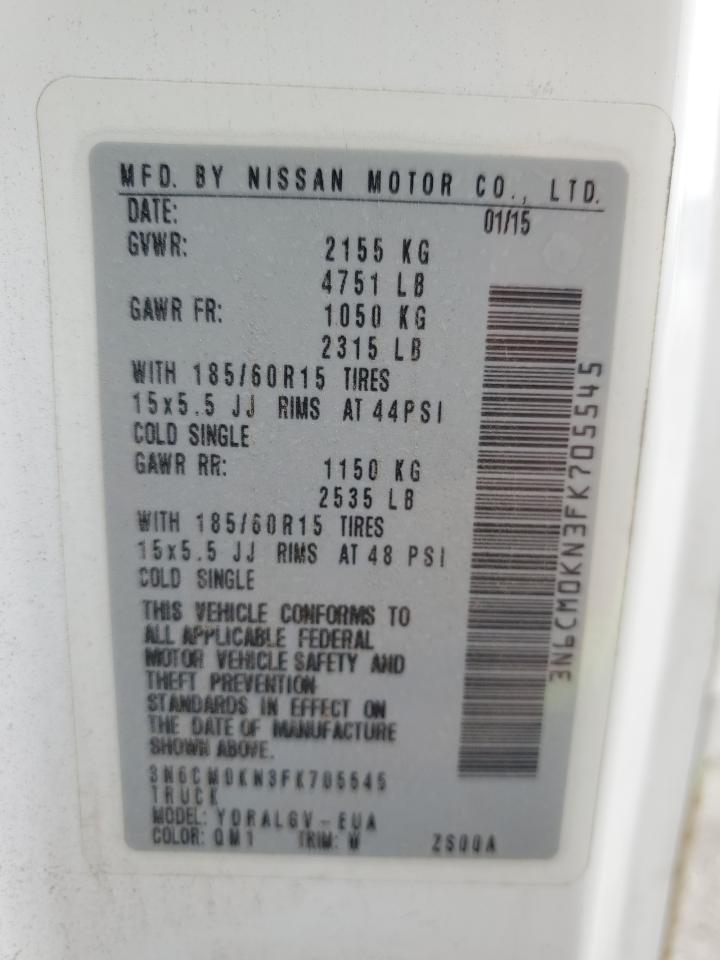 MFD. BY NISSAN MOTOR CO., LTD.
DATE: 01/15
GVWR: 2155 KG
4751 LB
GAWR FR: 1050 KG
2315 LB
WITH 185/60R15 TIRES
15x5.5 JJ RIMS AT 44PSI
COLD SINGLE
GAWR RR: 1150 KG
2535 LB
WITH 185/60R15 TIRES
15x5.5 JJ RIMS AT 48 PSI
COLD SINGLE
THIS VEHICLE CONFORMS TO
ALL APPLICABLE FEDERAL
MOTOR VEHICLE SAFETY AND
THEFT PREVENTION
STANDARDS IN EFFECT ON
THE DATE OF MANUFACTURE
SHOWN ABOVE.
3N6CM0KN3FK705545
TRUCK
MODEL: YDRALGV-EUA
COLOR: QM1 TRIM: W ZS00A
3N6CM0KN3FK705545